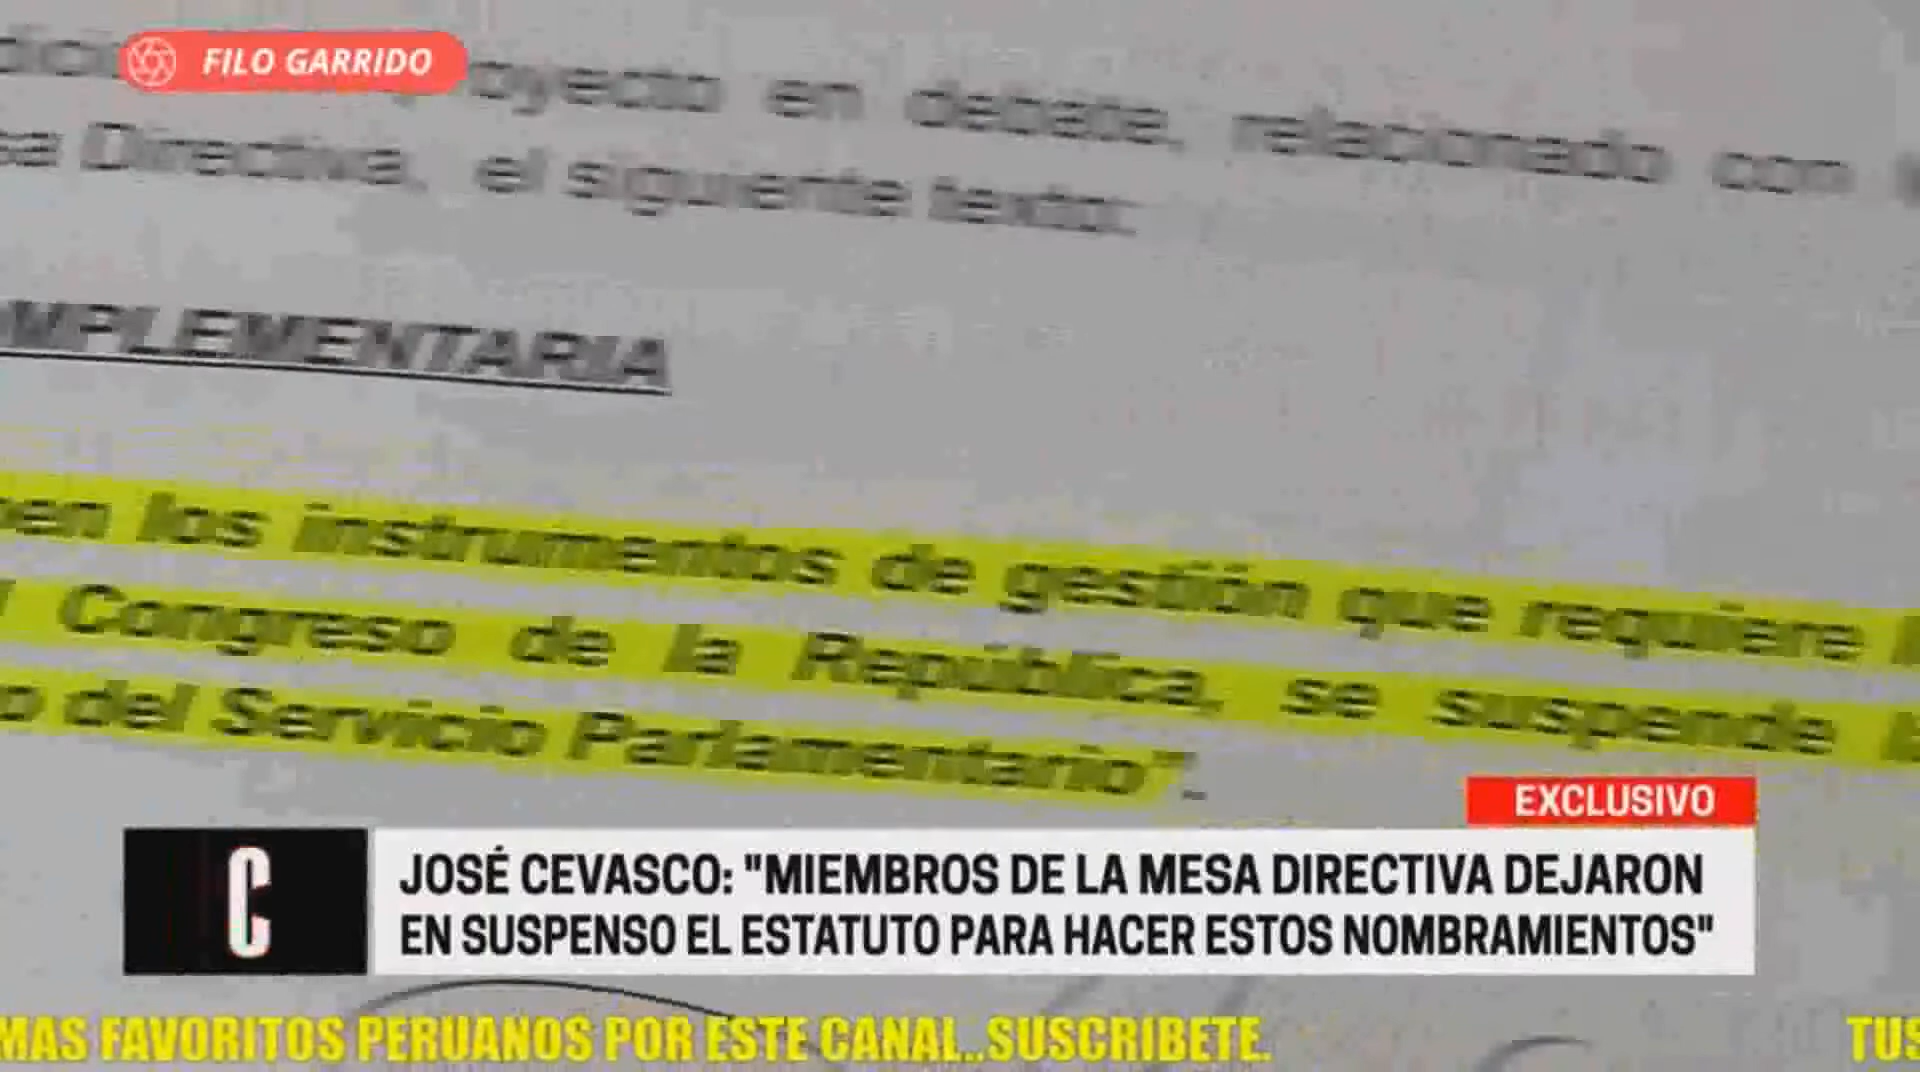 FILO GARRIDO
oyecto en debate, relacionado con
Directiva, el siguiente texto:
MPLEMENTARIA
en los instrumentos de gestión que requiere
Congreso de la República, se suspende
del Servicio Parlamentario".
EXCLUSIVO
C
JOSÉ CEVASCO: "MIEMBROS DE LA MESA DIRECTIVA DEJARON
EN SUSPENSO EL ESTATUTO PARA HACER ESTOS NOMBRAMIENTOS"
MAS FAVORITOS PERUANOS POR ESTE CANAL..SUSCRIBETE. TUS